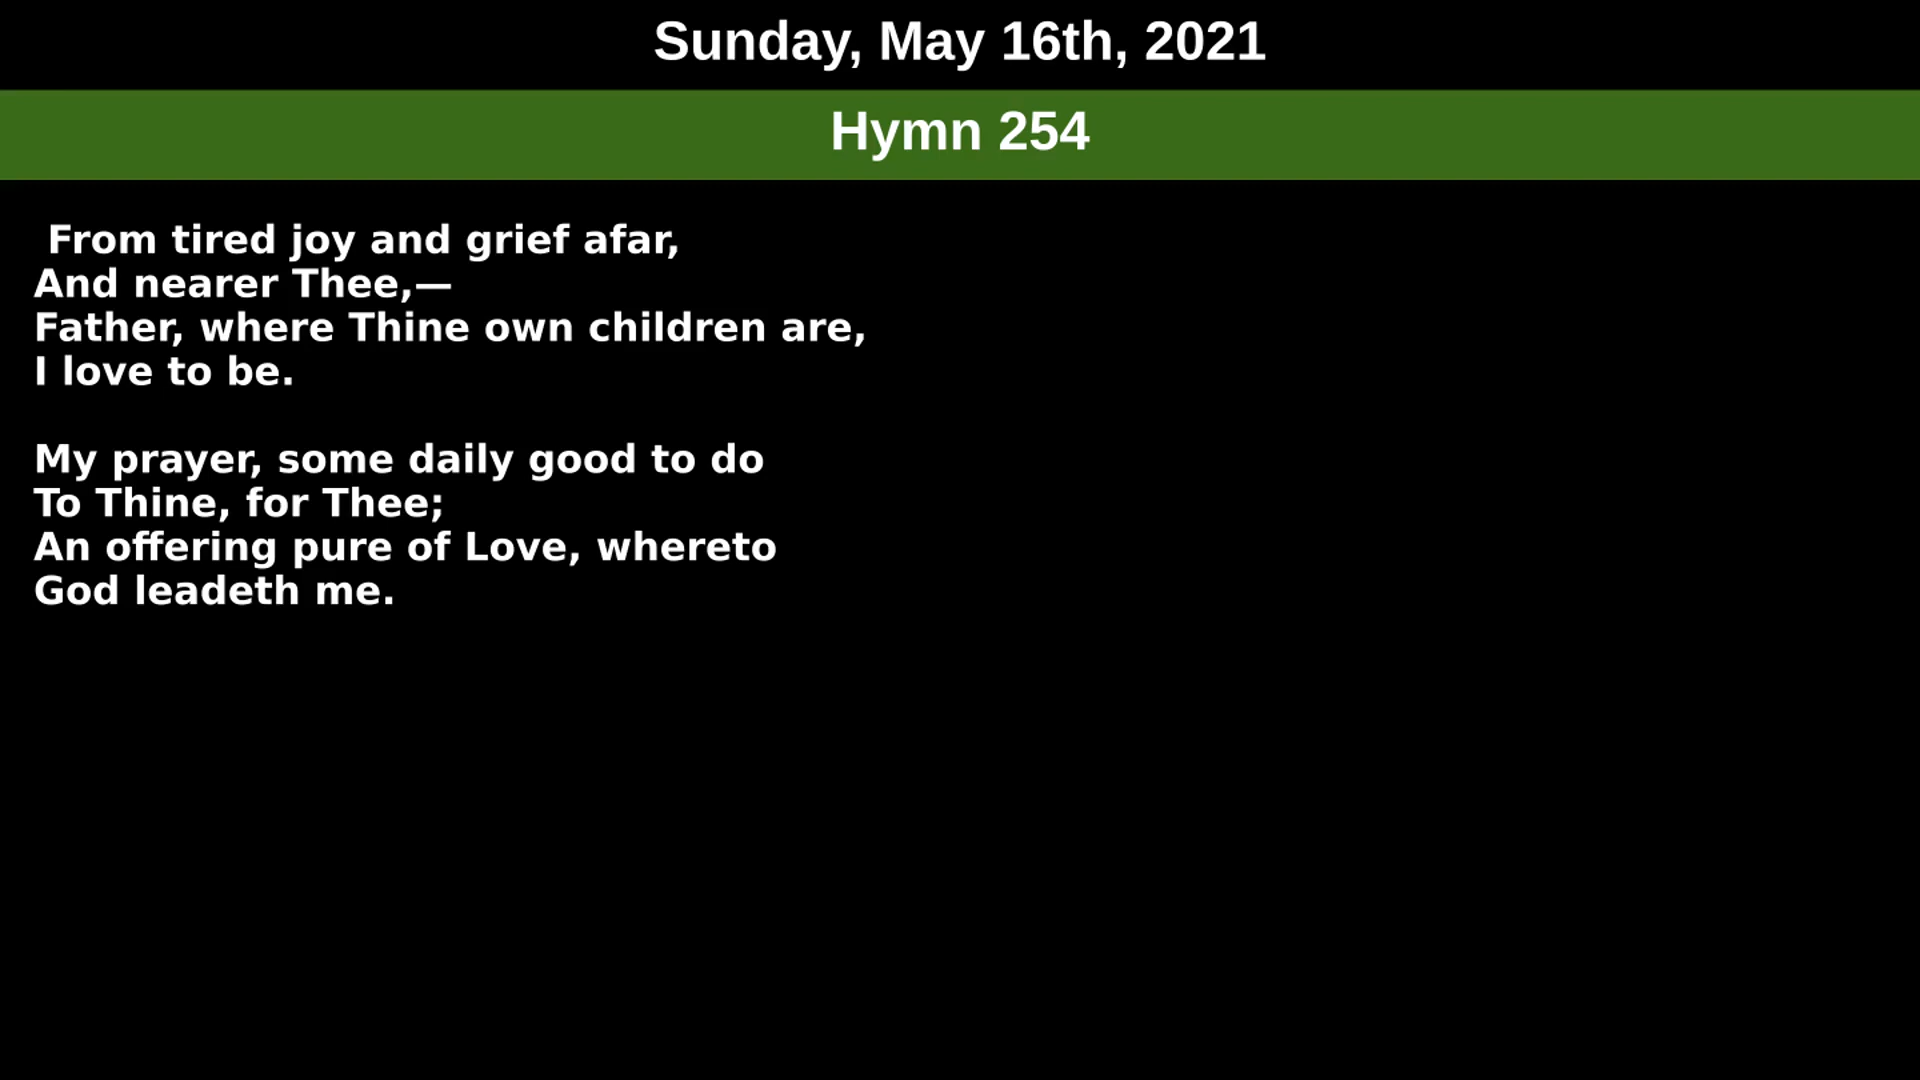 Sunday, May 16th, 2021
Hymn 254
From tired joy and grief afar,
And nearer Thee,—
Father, where Thine own children are,
I love to be.
My prayer, some daily good to do
To Thine, for Thee;
An offering pure of Love, whereto
God leadeth me.